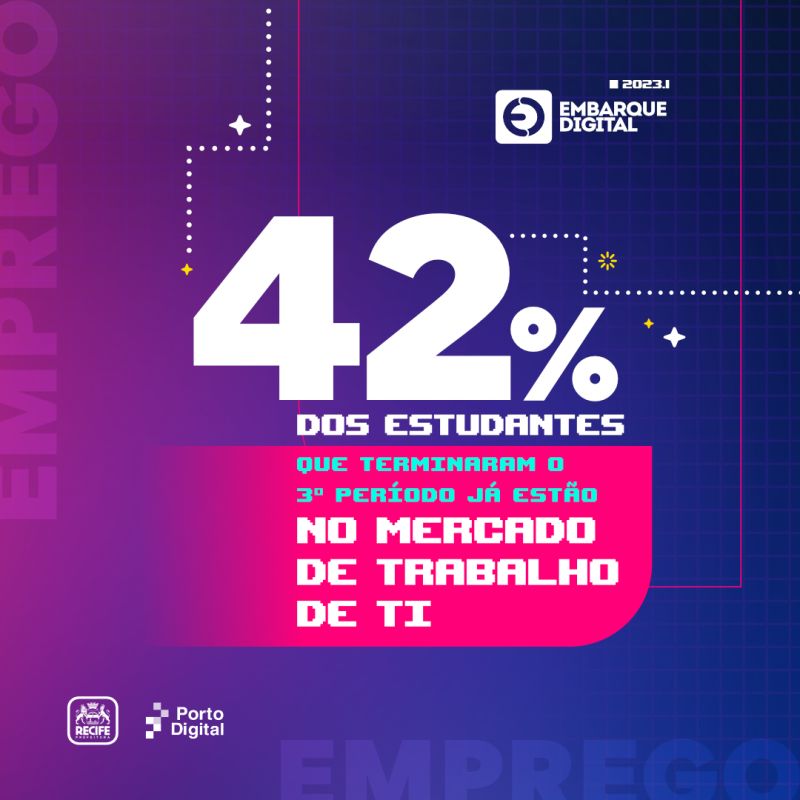 EMPREGO
2023.1
EMBARQUE
DIGITAL
42%
DOS ESTUDANTES
QUE TERMINARAM O
3º PERÍODO JÁ ESTÃO
NO MERCADO
DE TRABALHO
DE TI
RECIFE
PREFEITURA
Porto
Digital
EMPREGO